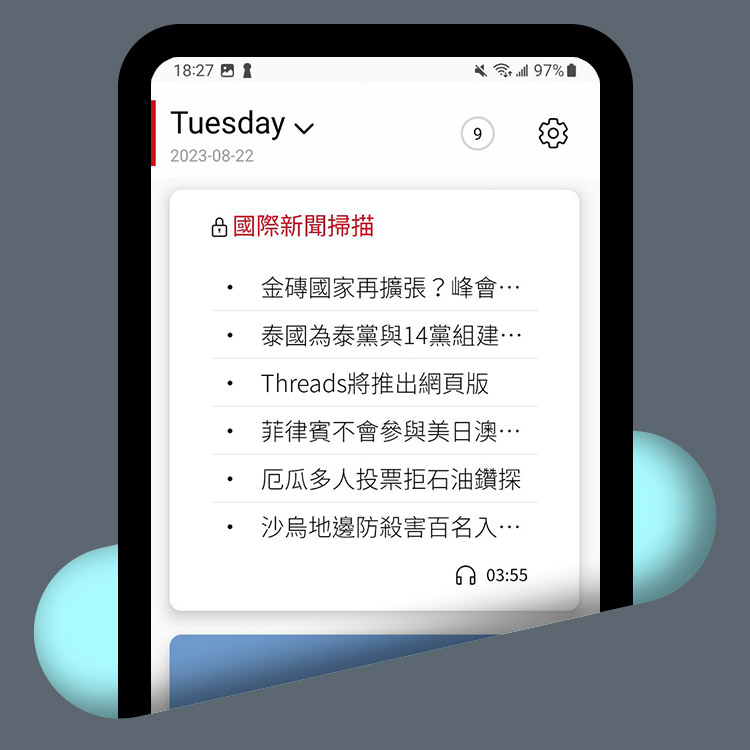 18:27 97%
Tuesday
9
2023-08-22
國際新聞掃描
• 金磚國家再擴張？峰會⋯
• 泰國為泰黨與14黨組建⋯
• Threads將推出網頁版
• 菲律賓不會參與美日澳⋯
• 厄瓜多人投票拒石油鑽探
• 沙烏地邊防殺害百名入⋯
03:55